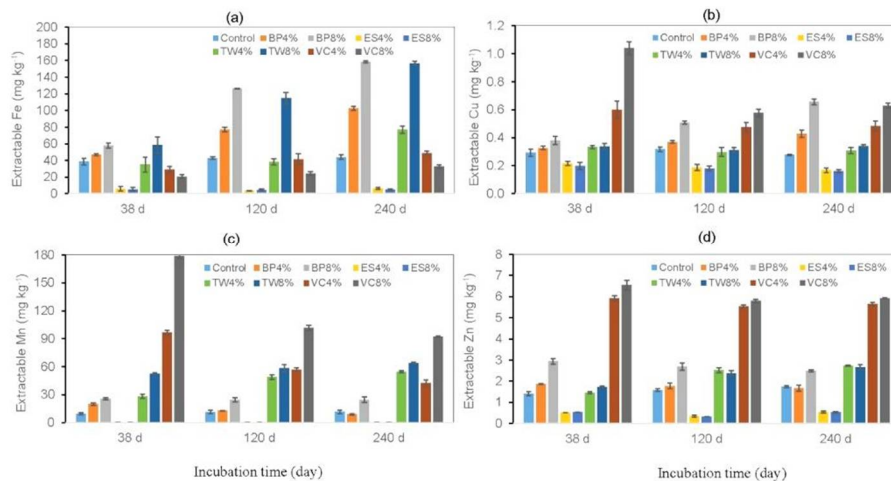 (a)
Extractable Fe (mg kg⁻¹)
200
180
160
140
120
100
80
60
40
20
0
Control BP4% BP8% ES4% ES8%
TW4% TW8% VC4% VC8%
38 d 120 d 240 d
(b)
Extractable Cu (mg kg⁻¹)
1.2
1.0
0.8
0.6
0.4
0.2
0.0
Control BP4% BP8% ES4% ES8%
TW4% TW8% VC4% VC8%
38 d 120 d 240 d
(c)
Extractable Mn (mg kg⁻¹)
180
150
120
90
60
30
0
Control BP4% BP8% ES4% ES8%
TW4% TW8% VC4% VC8%
38 d 120 d 240 d
Incubation time (day)
(d)
Extractable Zn (mg kg⁻¹)
8
7
6
5
4
3
2
1
0
Control BP4% BP8% ES4% ES8%
TW4% TW8% VC4% VC8%
38 d 120 d 240 d
Incubation time (day)